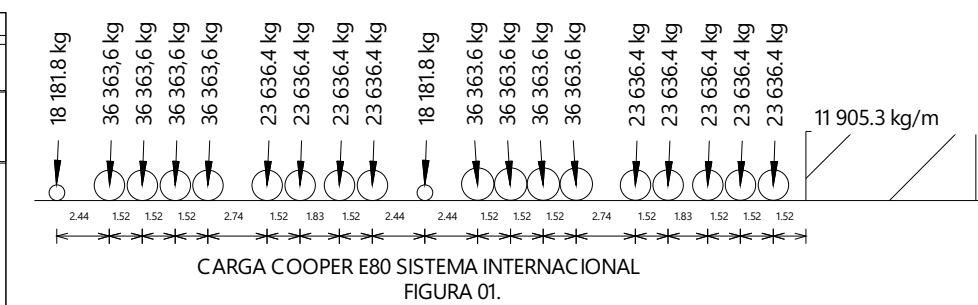 18 181.8 kg
36 363,6 kg
36 363,6 kg
36 363,6 kg
36 363,6 kg
23 636.4 kg
23 636.4 kg
23 636.4 kg
23 636.4 kg
18 181.8 kg
36 363.6 kg
36 363.6 kg
36 363.6 kg
36 363.6 kg
23 636.4 kg
23 636.4 kg
23 636.4 kg
23 636.4 kg
11 905.3 kg/m
2.44 1.52 1.52 1.52 2.74 1.52 1.83 1.52 2.44 2.44 1.52 1.52 1.52 2.74 1.52 1.83 1.52 1.52 1.52
CARGA COOPER E80 SISTEMA INTERNACIONAL
FIGURA 01.